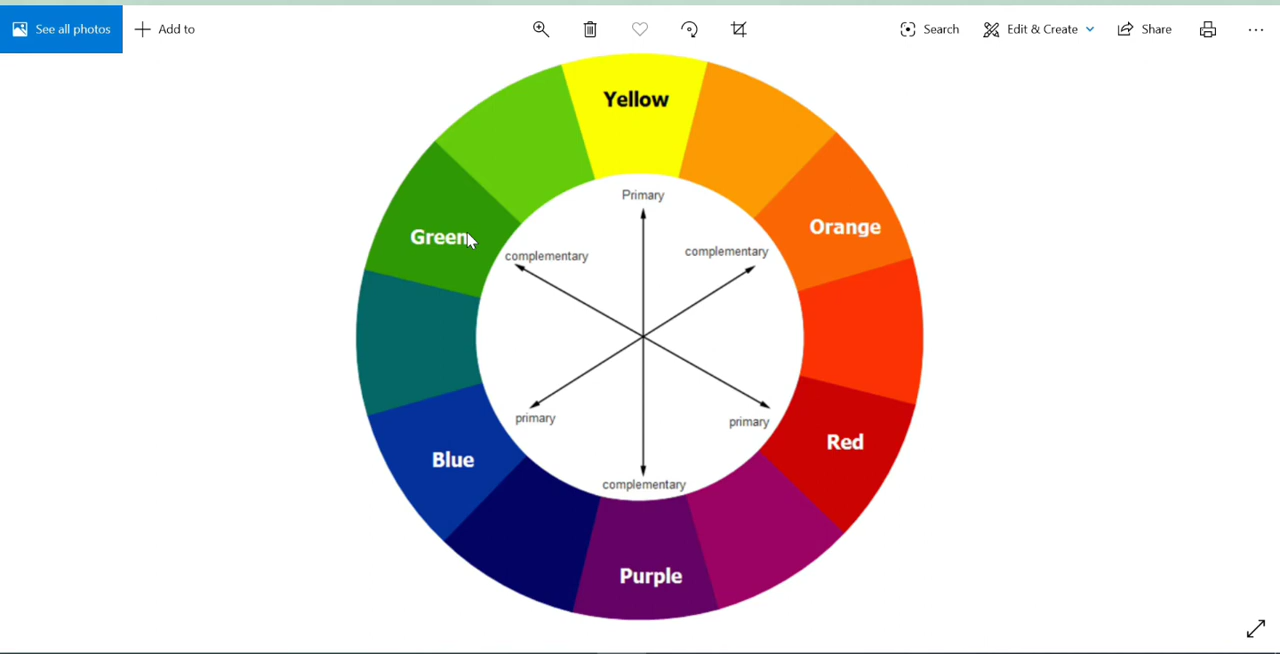 See all photos
Add to
Search
Edit & Create
Share
Yellow
Primary
Orange
Green
complementary
complementary
primary
primary
Red
Blue
complementary
Purple